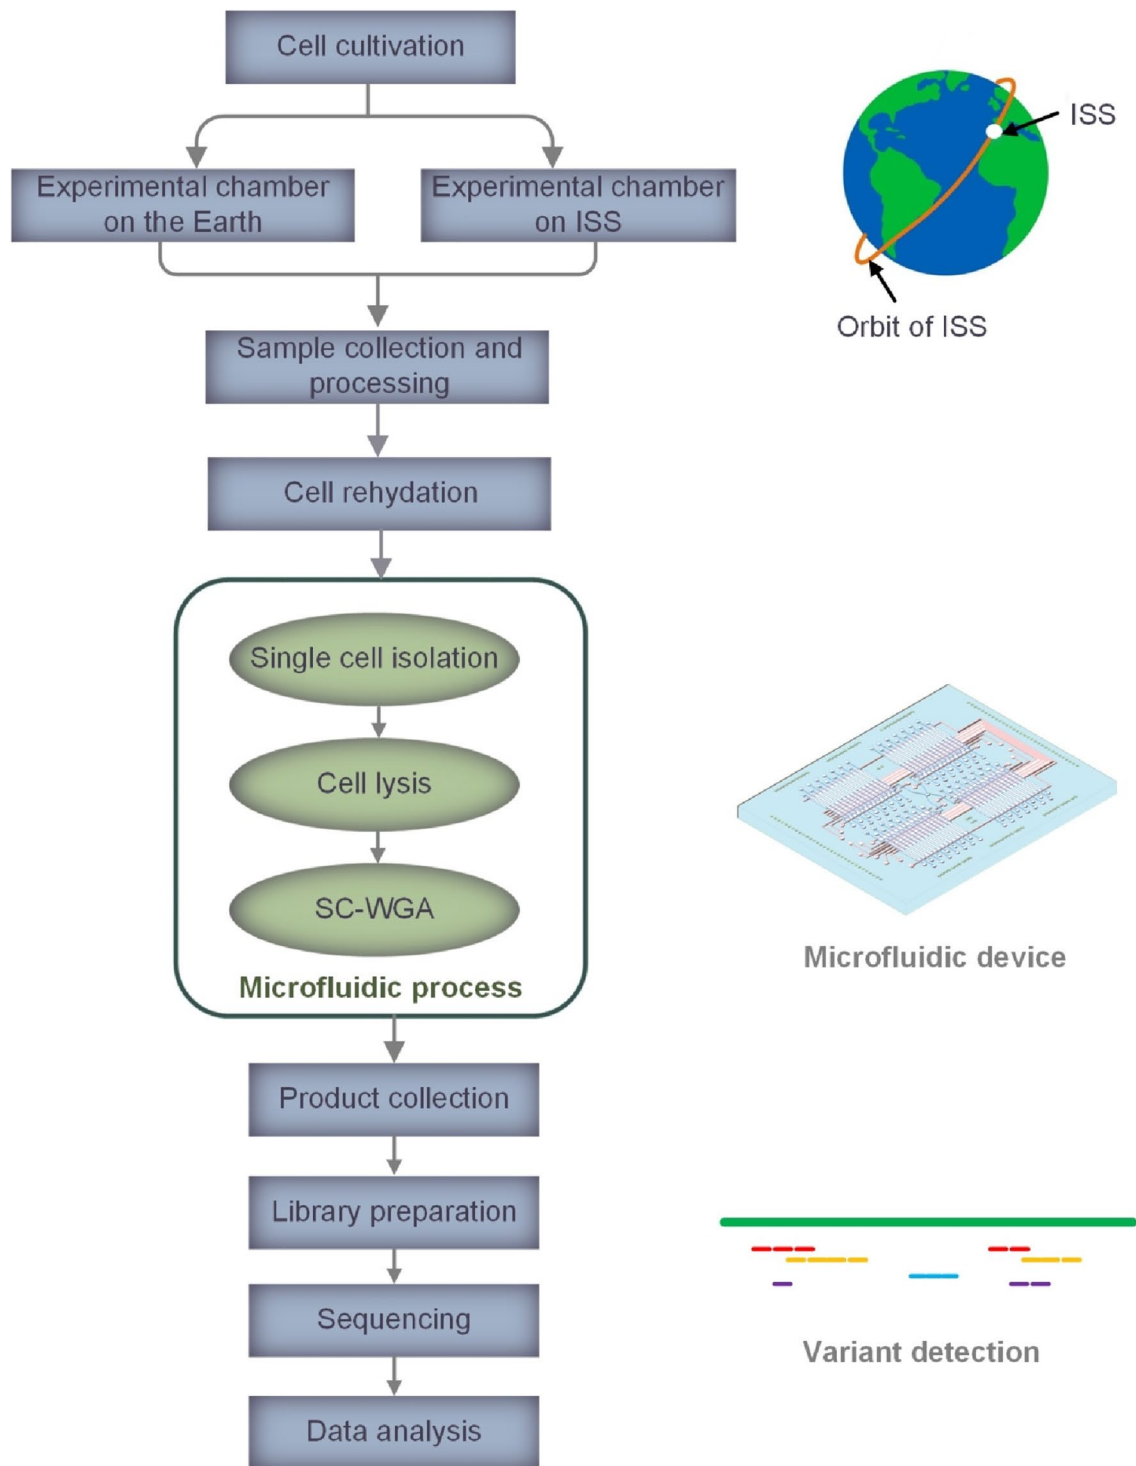 Cell cultivation
Experimental chamber
on the Earth
Experimental chamber
on ISS
ISS
Orbit of ISS
Sample collection and
processing
Cell rehydation
Single cell isolation
Cell lysis
SC-WGA
Microfluidic process
Microfluidic device
Product collection
Library preparation
Sequencing
Variant detection
Data analysis